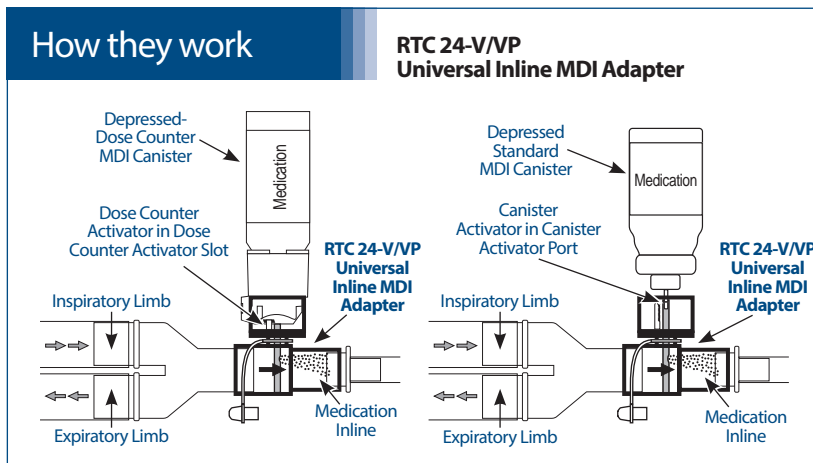 How they work
RTC 24-V/VP
Universal Inline MDI Adapter
Depressed-
Dose Counter
MDI Canister
Medication
Dose Counter
Activator in Dose
Counter Activator Slot
RTC 24-V/VP
Universal
Inline MDI
Adapter
Inspiratory Limb
Expiratory Limb
Medication
Inline
Depressed
Standard
MDI Canister
Medication
Canister
Activator in Canister
Activator Port
RTC 24-V/VP
Universal
Inline MDI
Adapter
Inspiratory Limb
Expiratory Limb
Medication
Inline